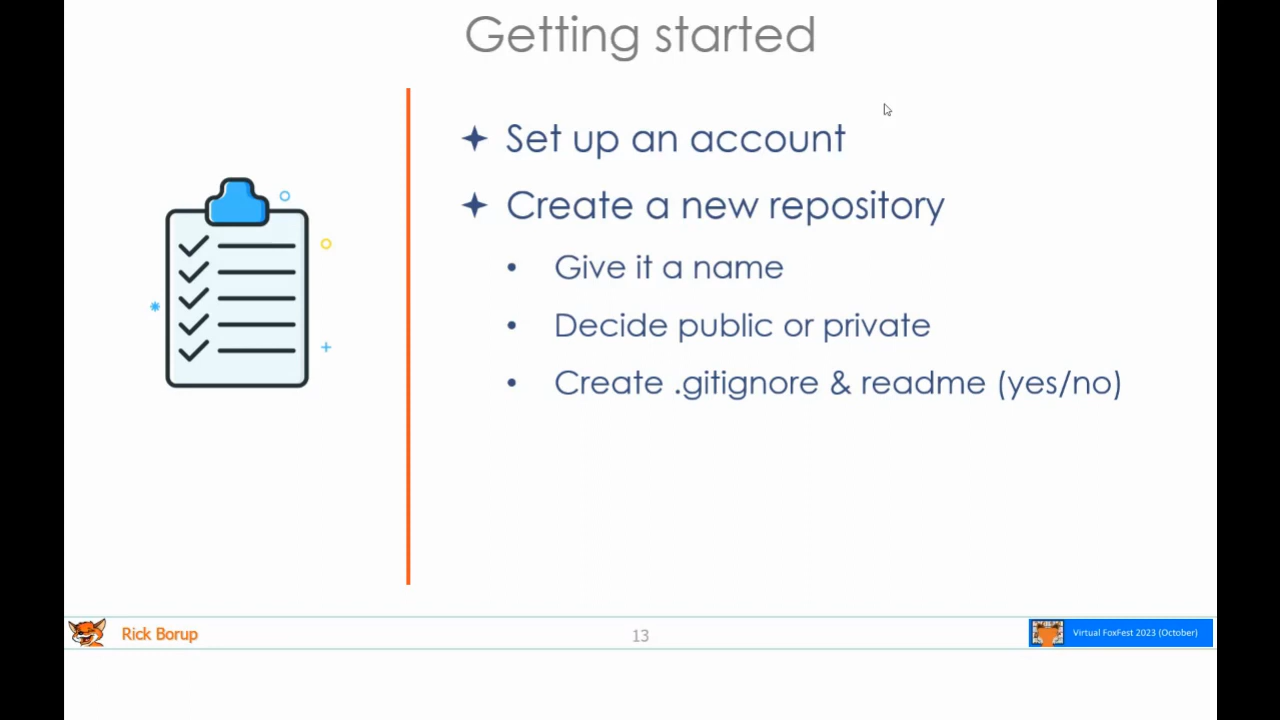 Getting started
Set up an account
Create a new repository
• Give it a name
• Decide public or private
• Create .gitignore & readme (yes/no)
Rick Borup
13
Virtual FoxFest 2023 (October)